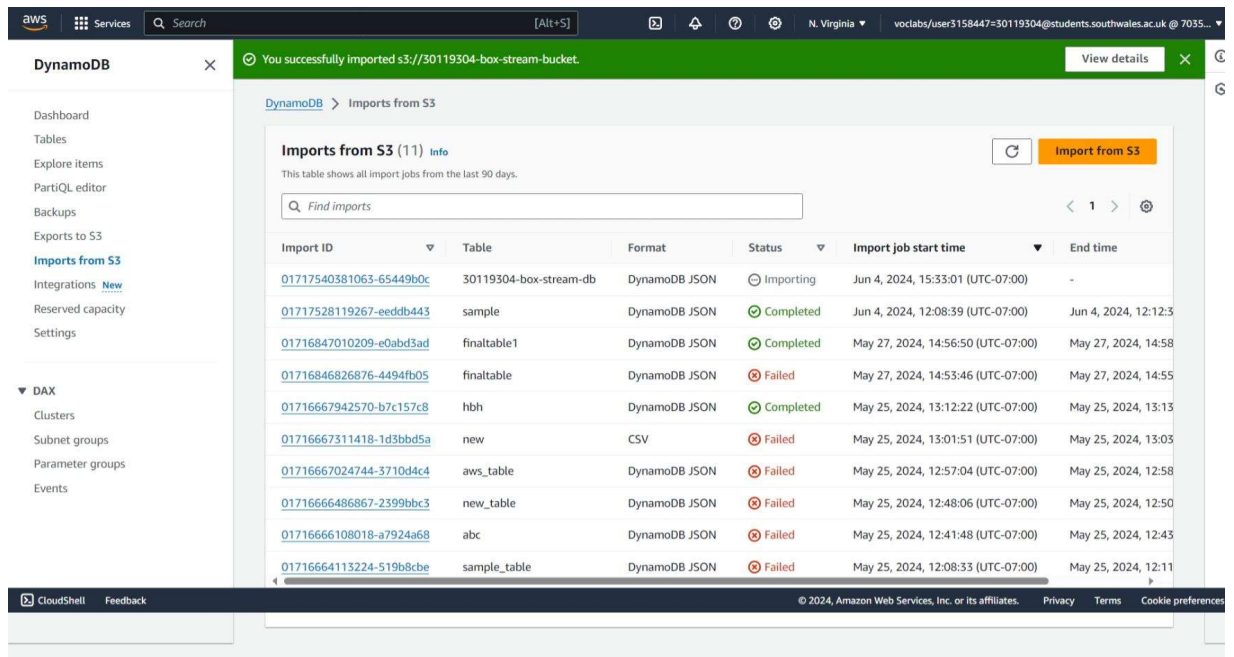 aws Services Search [Alt+S] N. Virginia ▼ voclabs/user3158447=30119304@students.southwales.ac.uk @ 7035... ▼
DynamoDB
You successfully imported s3://30119304-box-stream-bucket. View details
DynamoDB > Imports from S3
Dashboard
Tables
Explore items
PartiQL editor
Backups
Exports to S3
Imports from S3
Integrations New
Reserved capacity
Settings
▼ DAX
Clusters
Subnet groups
Parameter groups
Events
Imports from S3 (11) Info
Import from S3
This table shows all import jobs from the last 90 days.
Find imports
< 1 >
Import ID Table Format Status Import job start time End time
01717540381063-65449b0c 30119304-box-stream-db DynamoDB JSON Importing Jun 4, 2024, 15:33:01 (UTC-07:00) -
01717528119267-eeddb443 sample DynamoDB JSON Completed Jun 4, 2024, 12:08:39 (UTC-07:00) Jun 4, 2024, 12:12:3
01716847010209-e0abd3ad finaltable1 DynamoDB JSON Completed May 27, 2024, 14:56:50 (UTC-07:00) May 27, 2024, 14:58
01716846826876-4494fb05 finaltable DynamoDB JSON Failed May 27, 2024, 14:53:46 (UTC-07:00) May 27, 2024, 14:55
01716667942570-b7c157c8 hbh DynamoDB JSON Completed May 25, 2024, 13:12:22 (UTC-07:00) May 25, 2024, 13:13
01716667311418-1d3bbd5a new CSV Failed May 25, 2024, 13:01:51 (UTC-07:00) May 25, 2024, 13:03
01716667024744-3710d4c4 aws_table DynamoDB JSON Failed May 25, 2024, 12:57:04 (UTC-07:00) May 25, 2024, 12:58
01716666486867-2399bbc3 new_table DynamoDB JSON Failed May 25, 2024, 12:48:06 (UTC-07:00) May 25, 2024, 12:50
01716666108018-a7924a68 abc DynamoDB JSON Failed May 25, 2024, 12:41:48 (UTC-07:00) May 25, 2024, 12:43
01716664113224-519b8cbe sample_table DynamoDB JSON Failed May 25, 2024, 12:08:33 (UTC-07:00) May 25, 2024, 12:11
CloudShell Feedback © 2024, Amazon Web Services, Inc. or its affiliates. Privacy Terms Cookie preferences